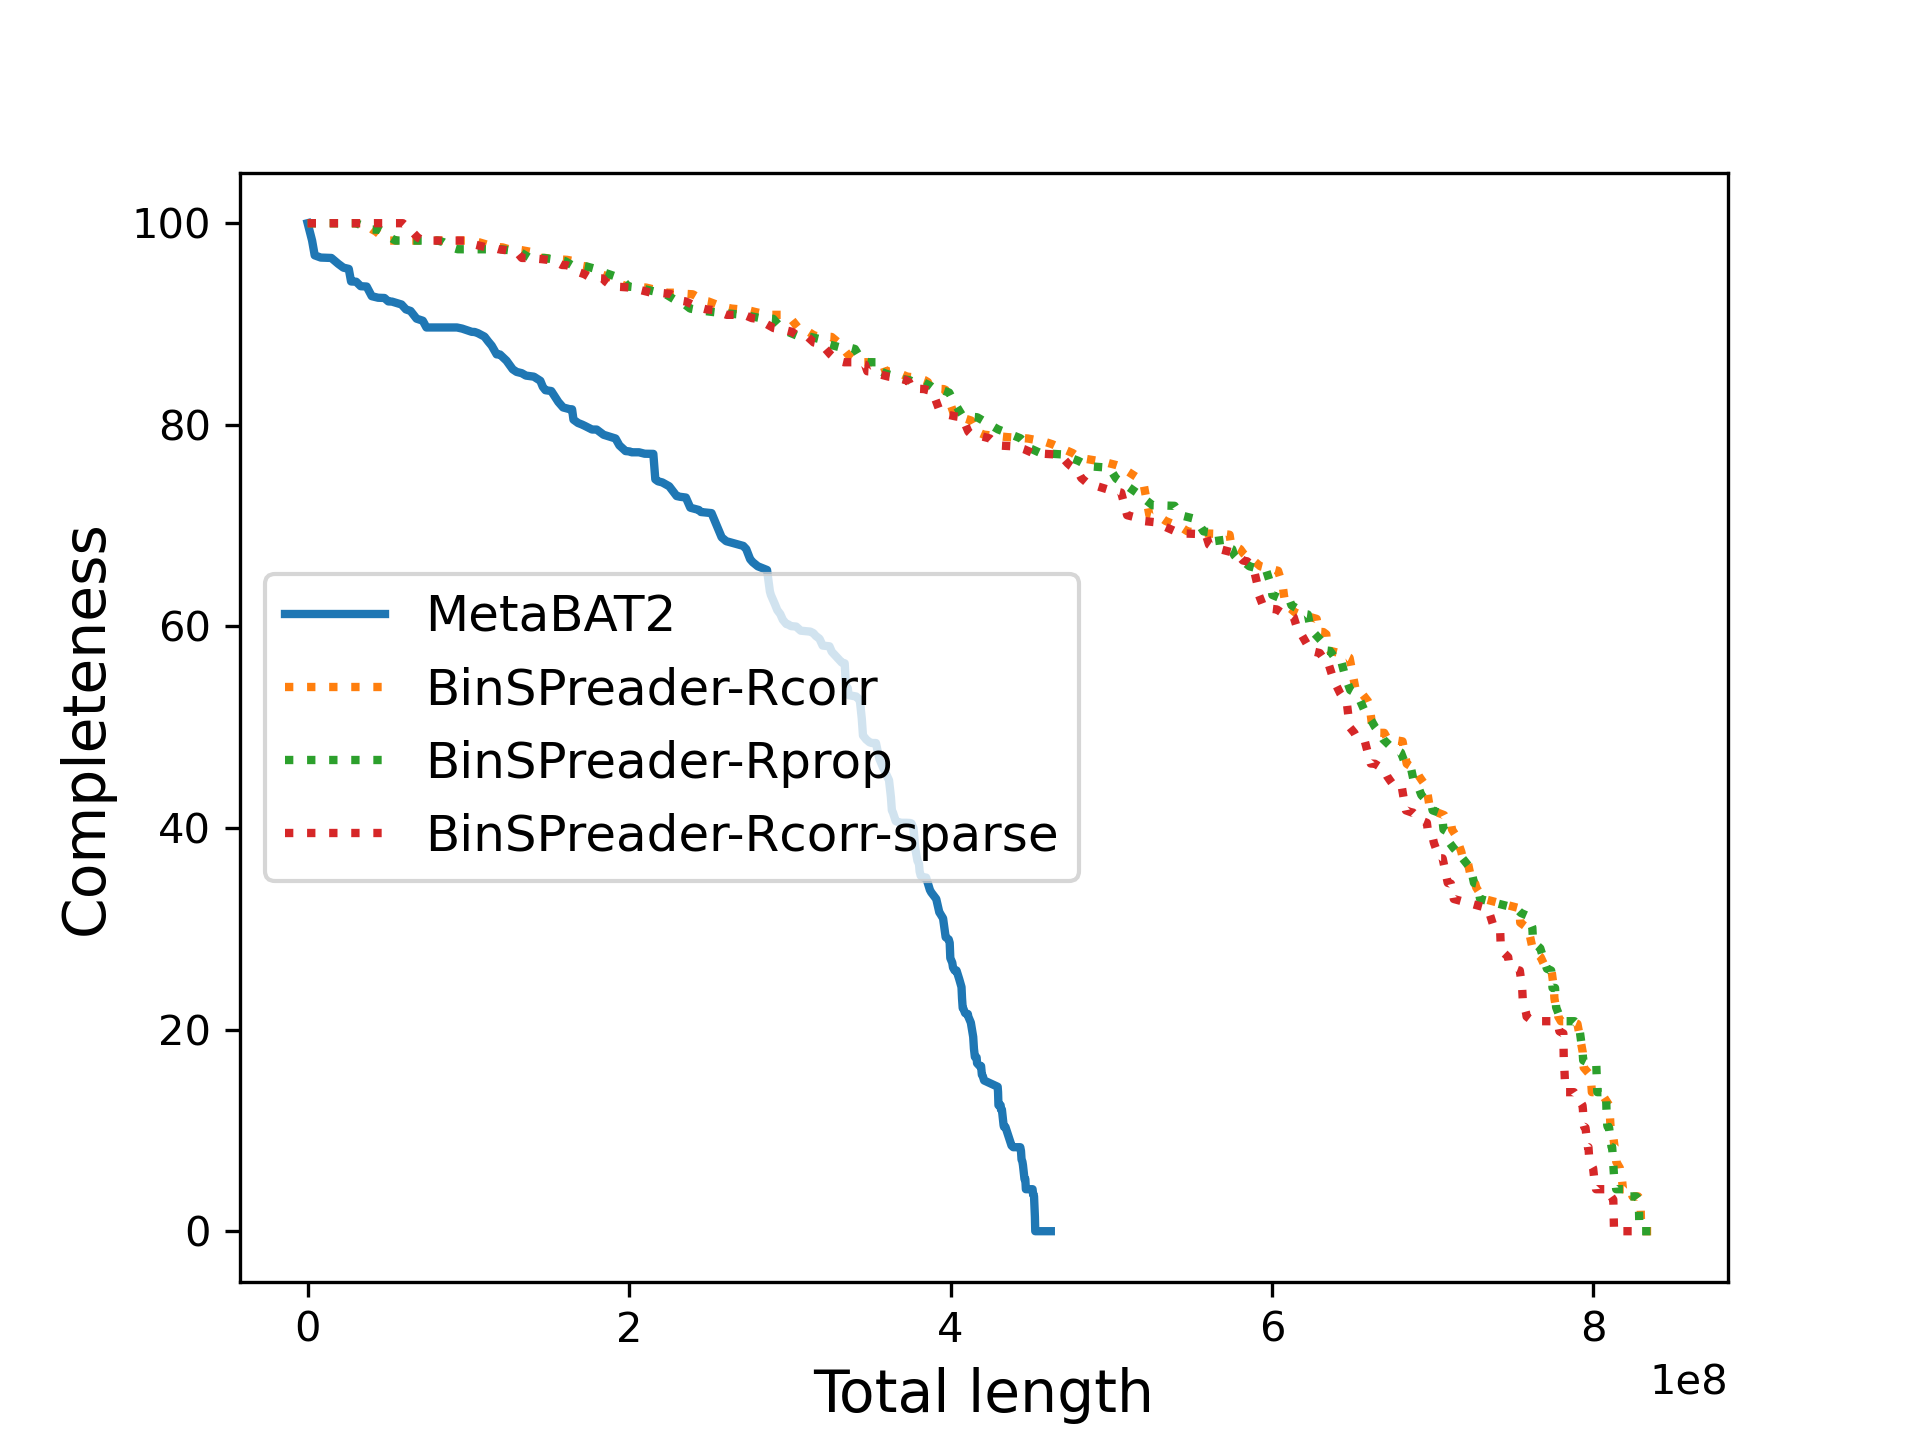 100
80
60
40
20
0
Completeness
MetaBAT2
BinSPreader-Rcorr
BinSPreader-Rprop
BinSPreader-Rcorr-sparse
0 2 4 6 8
1e8
Total length